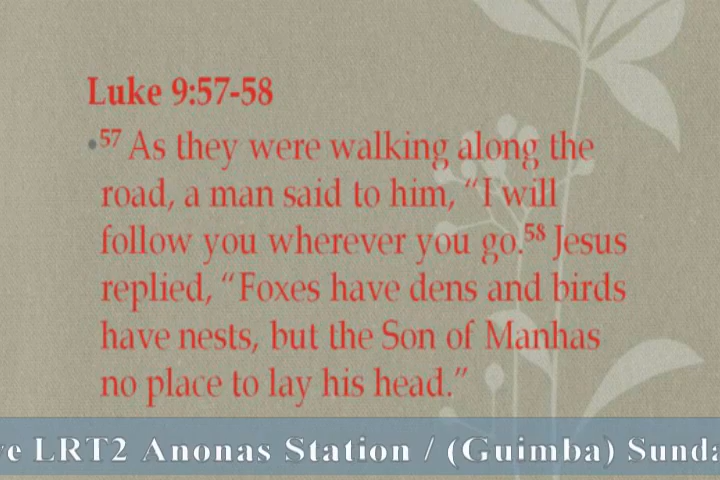 Luke 9:57-58
•57 As they were walking along the
road, a man said to him, “I will
follow you wherever you go.58 Jesus
replied, “Foxes have dens and birds
have nests, but the Son of Manhas
no place to lay his head.”
LRT2 Anonas Station / (Guimba)